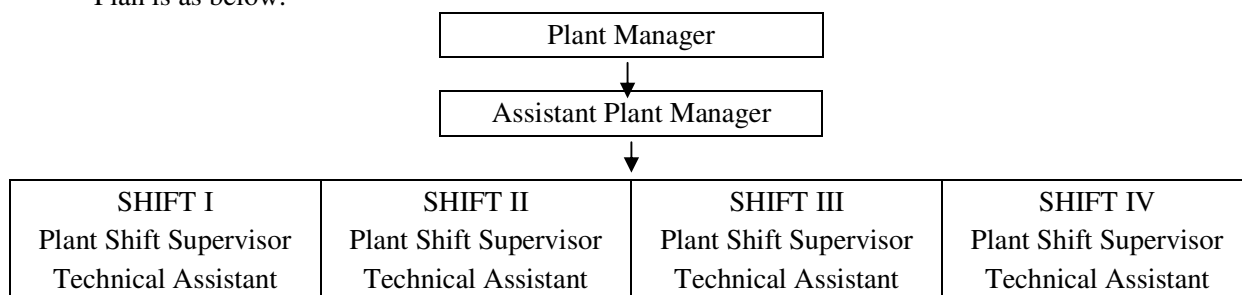 Plan is as below:
Plant Manager
Assistant Plant Manager
SHIFT I SHIFT II SHIFT III SHIFT IV
Plant Shift Supervisor Plant Shift Supervisor Plant Shift Supervisor Plant Shift Supervisor
Technical Assistant Technical Assistant Technical Assistant Technical Assistant